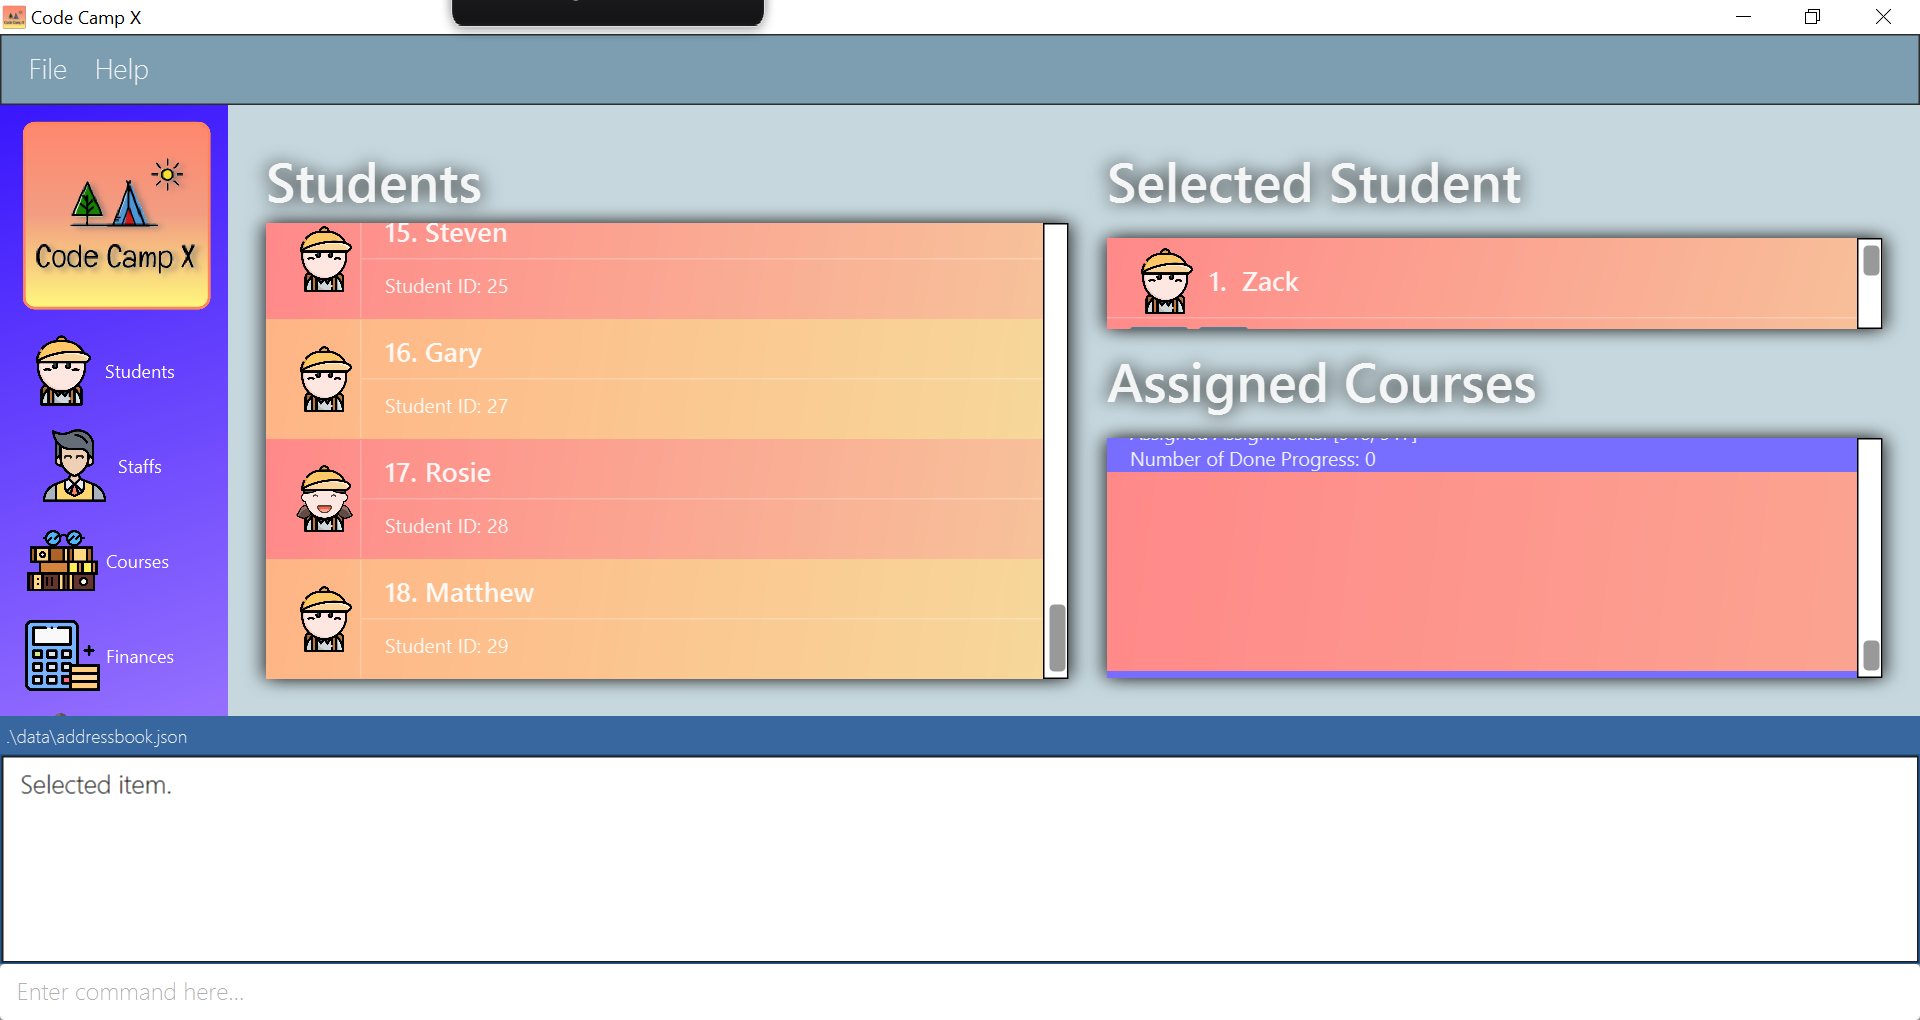 Code Camp X
File Help
Code Camp X
Students
Staffs
Courses
Finances
Students
15. Steven
Student ID: 25
16. Gary
Student ID: 27
17. Rosie
Student ID: 28
18. Matthew
Student ID: 29
Selected Student
1. Zack
Assigned Courses
Number of Done Progress: 0
.\data\addressbook.json
Selected item.
Enter command here...